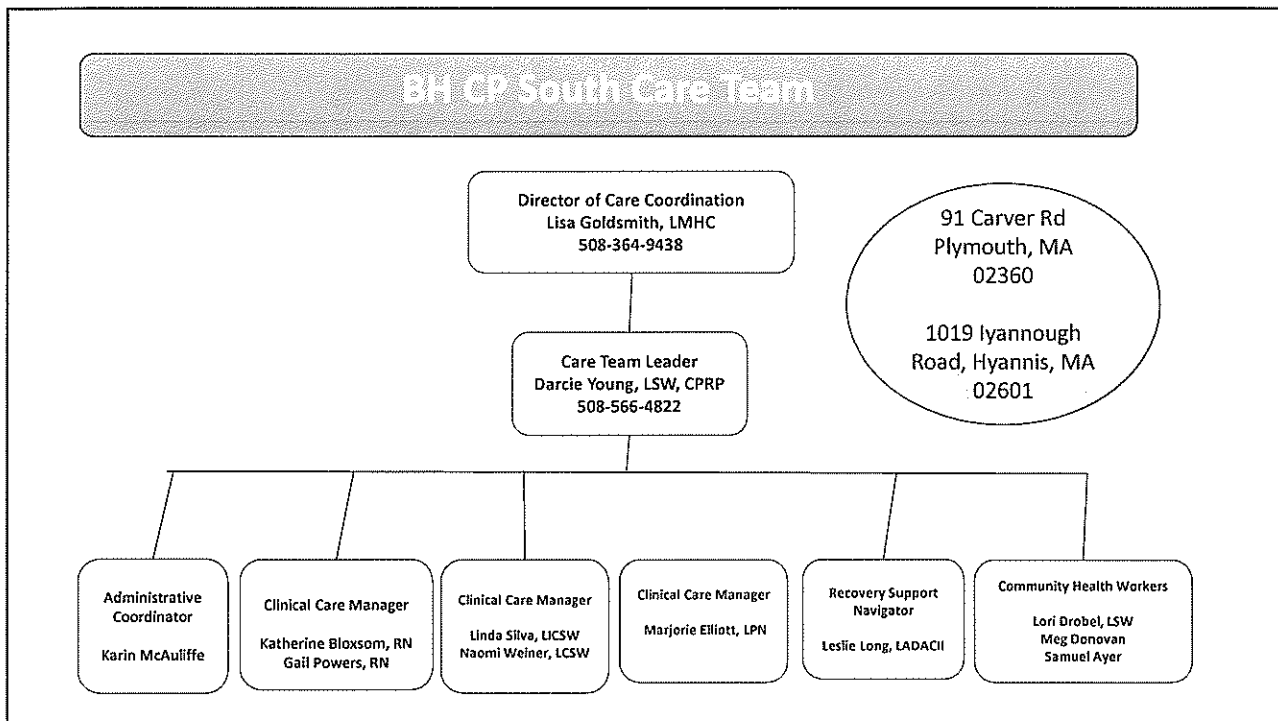 BH CP South Care Team
Director of Care Coordination
Lisa Goldsmith, LMHC
508-364-9438
91 Carver Rd
Plymouth, MA
02360
1019 Iyannough
Road, Hyannis, MA
02601
Care Team Leader
Darcie Young, LSW, CPRP
508-566-4822
Administrative
Coordinator
Karin McAuliffe
Clinical Care Manager
Katherine Bloxsom, RN
Gail Powers, RN
Clinical Care Manager
Linda Silva, LICSW
Naomi Weiner, LCSW
Clinical Care Manager
Marjorie Elliott, LPN
Recovery Support
Navigator
Leslie Long, LADACII
Community Health Workers
Lori Drobel, LSW
Meg Donovan
Samuel Ayer